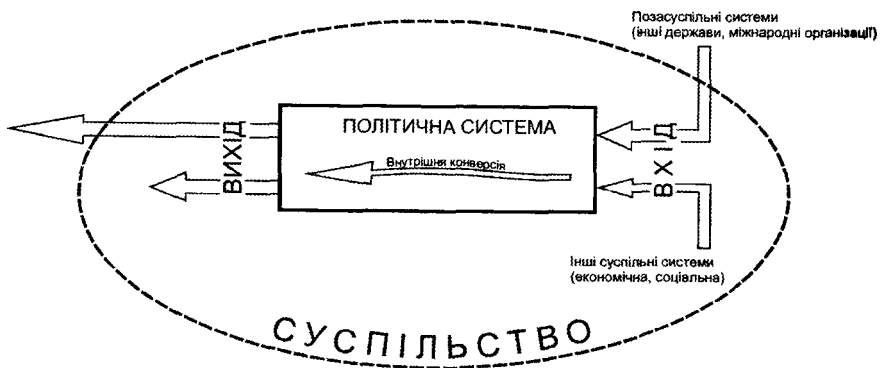 Позасуспільні системи
(інші держави, міжнародні організації)
ПОЛІТИЧНА СИСТЕМА
Внутрішня конверсія
ВИХІД
ВХІД
Інші суспільні системи
(економічна, соціальна)
СУСПІЛЬСТВО